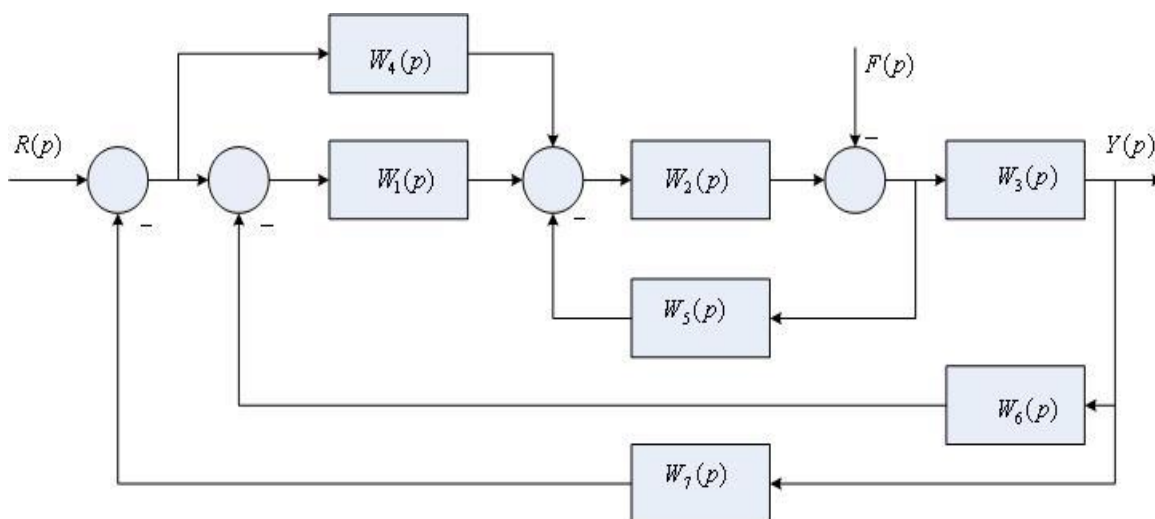 W₄(p)
F(p)
R(p)
−
Y(p)
W₁(p)
W₂(p)
W₃(p)
−
−
−
W₅(p)
W₆(p)
W₇(p)